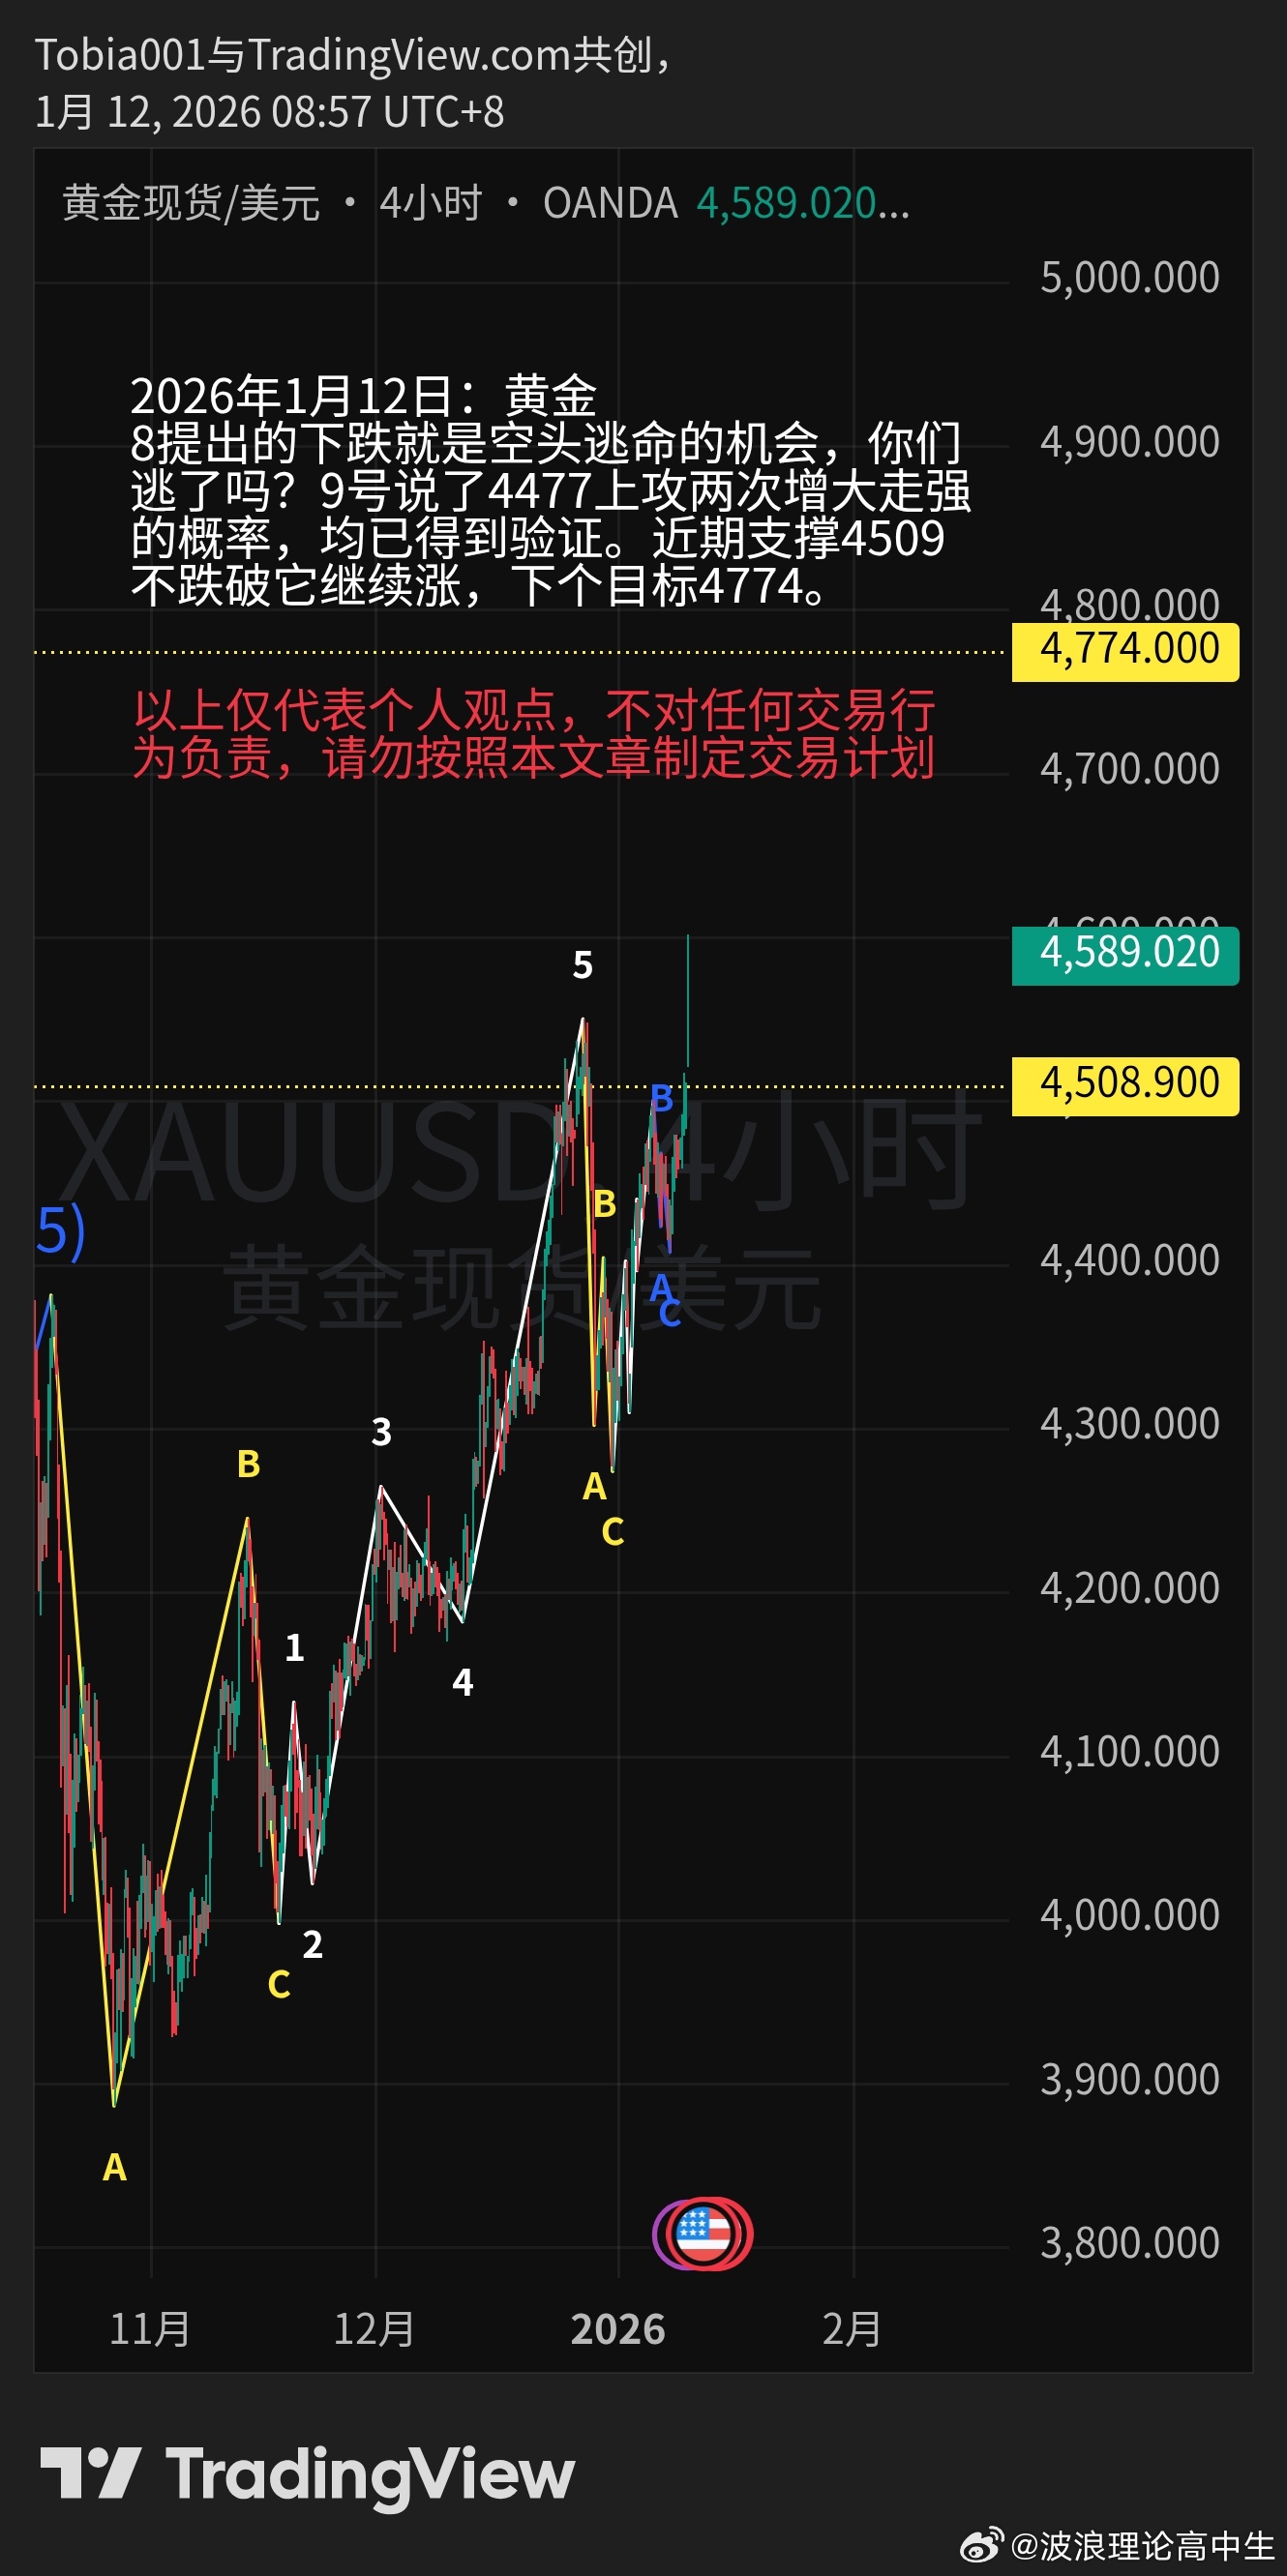 Tobia001与TradingView.com共创，
1月 12, 2026 08:57 UTC+8
黄金现货/美元 · 4小时 · OANDA 4,589.020...
5,000.000
2026年1月12日：黄金
8提出的下跌就是空头逃命的机会，你们
逃了吗？9号说了4477上攻两次增大走强
的概率，均已得到验证。近期支撑4509
不跌破它继续涨，下个目标4774。
4,900.000
4,800.000
4,774.000
以上仅代表个人观点，不对任何交易行
为负责，请勿按照本文章制定交易计划
4,700.000
4,600.000
4,589.020
5
4,508.900
B
XAUUSD, 4小时
黄金现货/美元
5)
B
4,400.000
A
C
4,300.000
3
B
A
C
4,200.000
1
4
4,100.000
4,000.000
2
C
3,900.000
A
3,800.000
11月
12月
2026
2月
TradingView
@波浪理论高中生